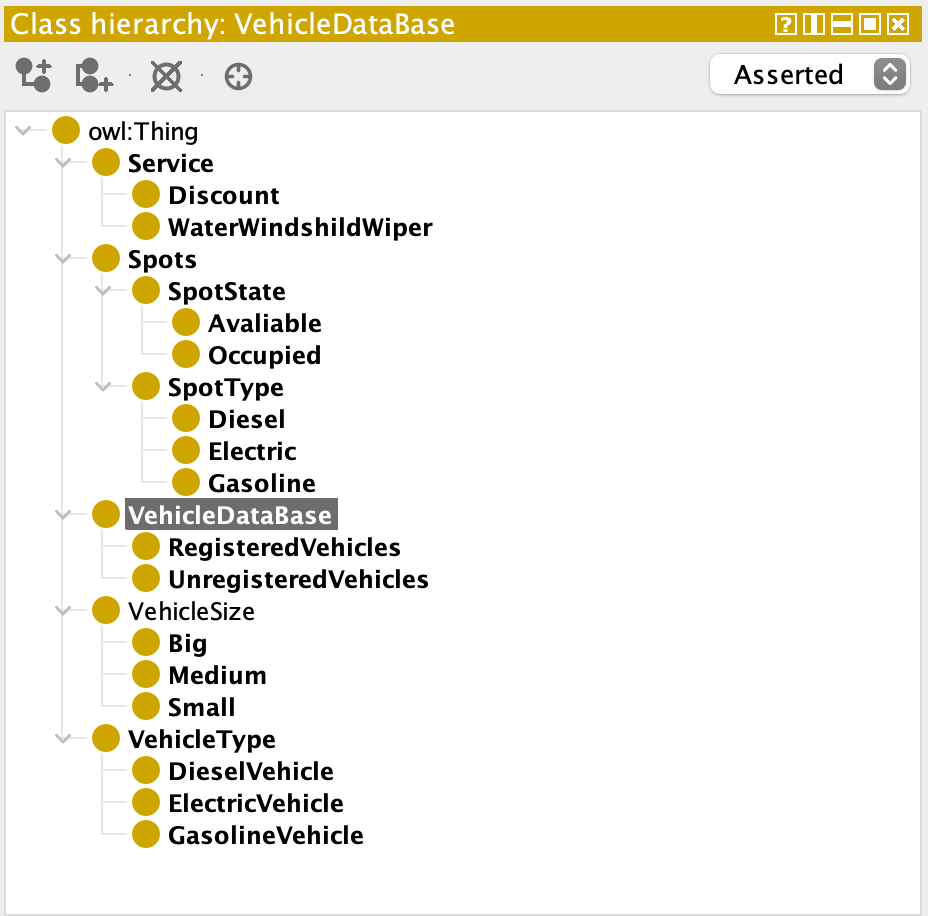 Class hierarchy: VehicleDataBase
Asserted
owl:Thing
Service
Discount
WaterWindshildWiper
Spots
SpotState
Avaliable
Occupied
SpotType
Diesel
Electric
Gasoline
VehicleDataBase
RegisteredVehicles
UnregisteredVehicles
VehicleSize
Big
Medium
Small
VehicleType
DieselVehicle
ElectricVehicle
GasolineVehicle